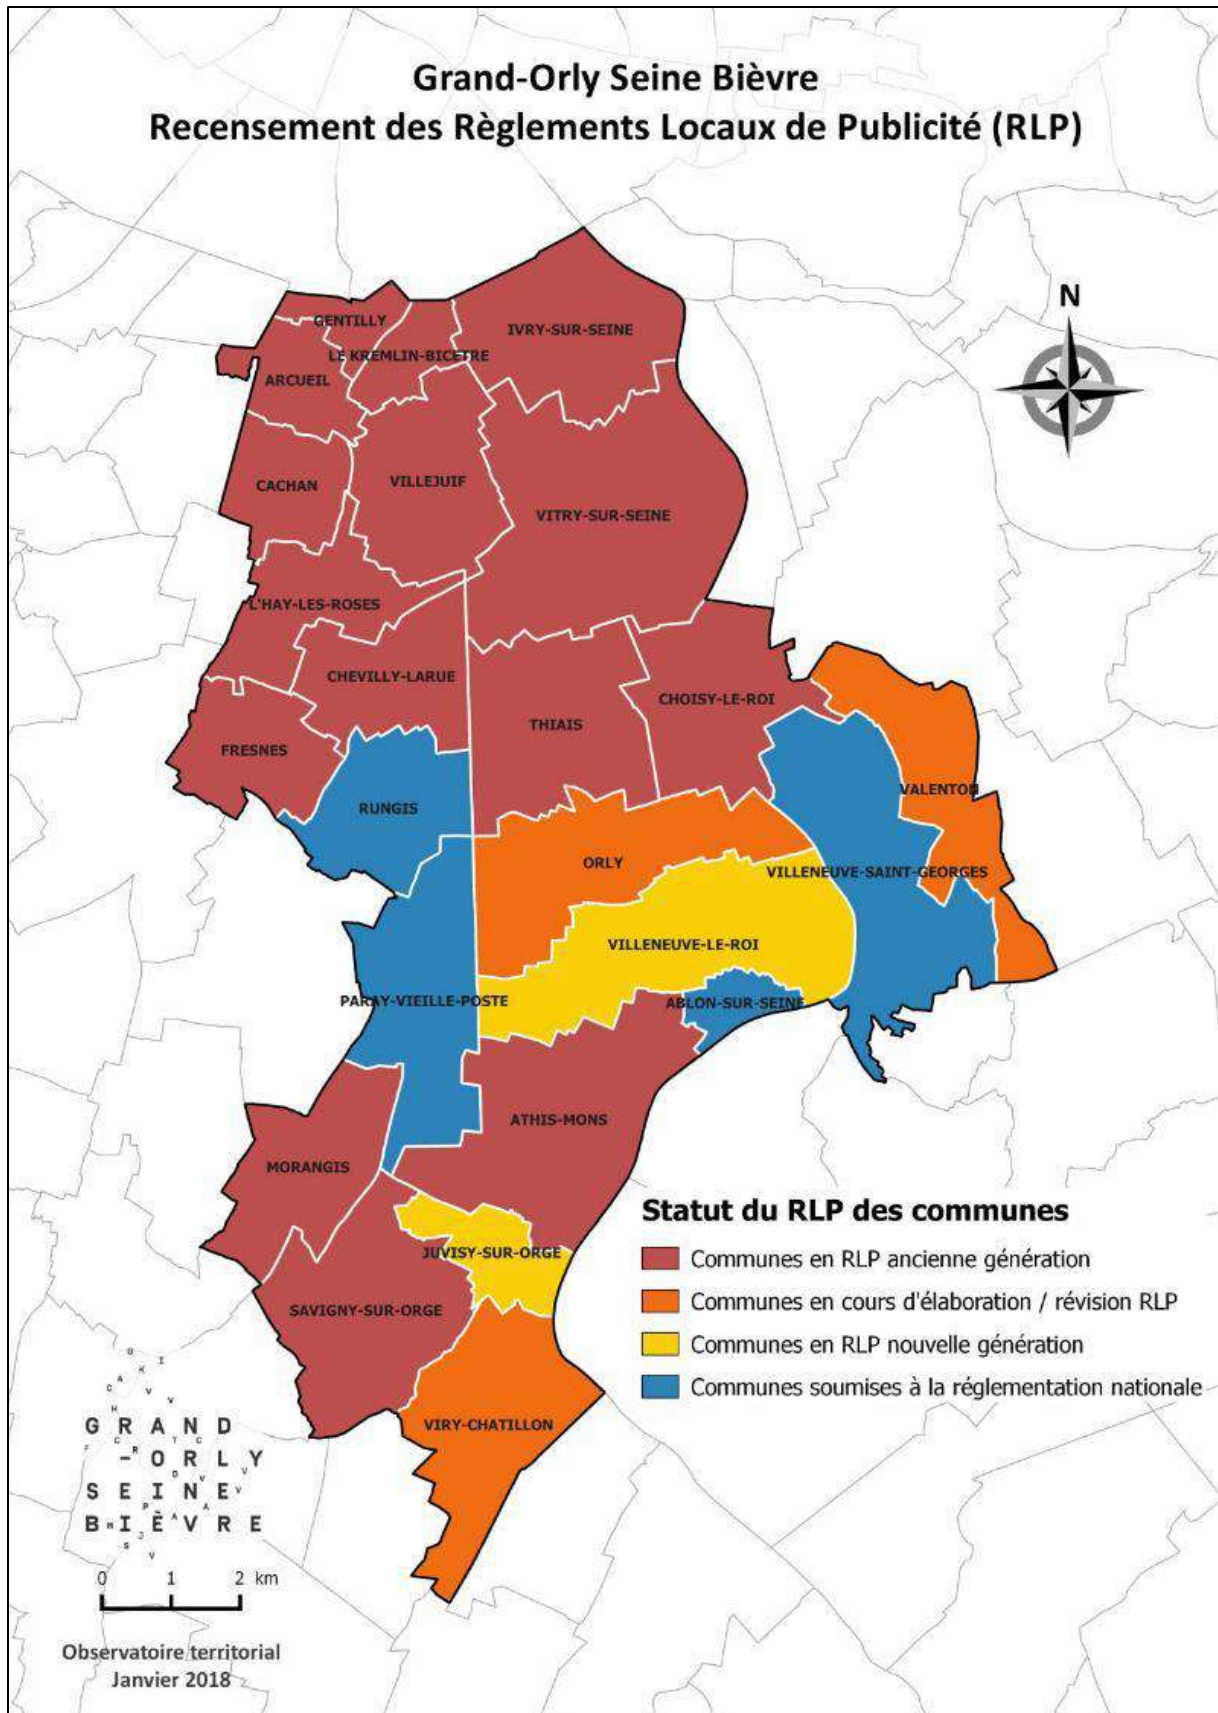 Grand-Orly Seine Bièvre
Recensement des Règlements Locaux de Publicité (RLP)
N
GENTILLY
IVRY-SUR-SEINE
LE KREMLIN-BICETRE
ARCUEIL
CACHAN
VILLEJUIF
VITRY-SUR-SEINE
L'HAY-LES-ROSES
CHEVILLY-LARUE
CHOISY-LE-ROI
THIAIS
FRESNES
VALENTON
RUNGIS
ORLY
VILLENEUVE-SAINT-GEORGES
VILLENEUVE-LE-ROI
PARAY-VIEILLE-POSTE
ABLON-SUR-SEINE
ATHIS-MONS
MORANGIS
JUVISY-SUR-ORGE
SAVIGNY-SUR-ORGE
VIRY-CHATILLON
Statut du RLP des communes
Communes en RLP ancienne génération
Communes en cours d'élaboration / révision RLP
Communes en RLP nouvelle génération
Communes soumises à la réglementation nationale
GRAND
-ORLY
SEINE
BIÈVRE
0 1 2 km
Observatoire territorial
Janvier 2018